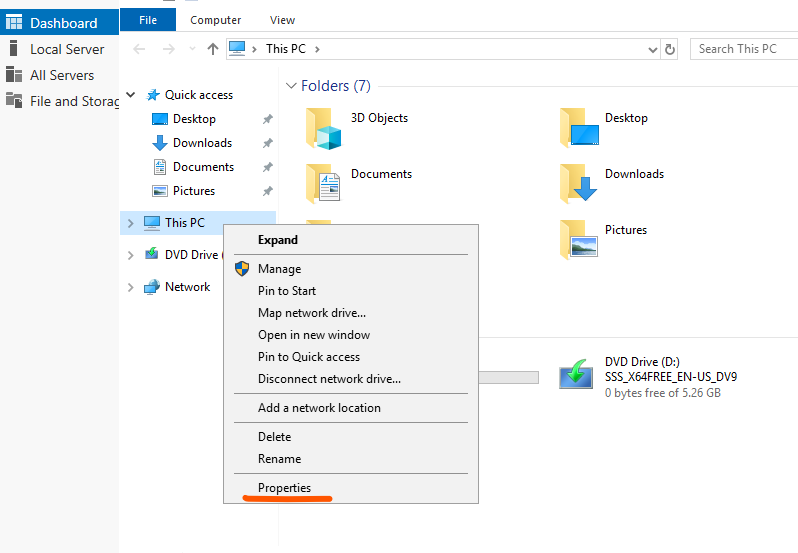 Dashboard
Local Server
All Servers
File and Storag
File
Computer
View
This PC
Search This PC
Quick access
Desktop
Downloads
Documents
Pictures
This PC
DVD Drive (
Network
Folders (7)
3D Objects
Desktop
Documents
Downloads
Pictures
Expand
Manage
Pin to Start
Map network drive...
Open in new window
Pin to Quick access
Disconnect network drive...
Add a network location
Delete
Rename
Properties
DVD Drive (D:)
SSS_X64FREE_EN-US_DV9
0 bytes free of 5.26 GB